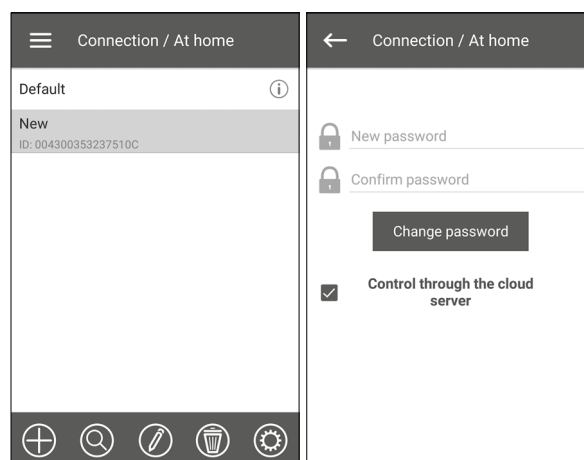 Connection / At home
Default
New
ID: 004300353237510C
Connection / At home
New password
Confirm password
Change password
Control through the cloud
server